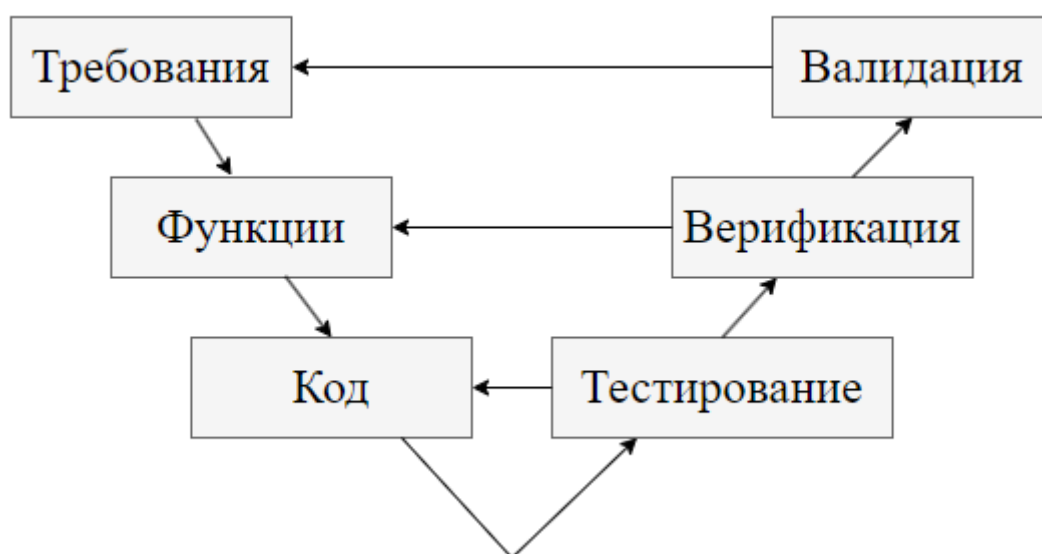 Требования
Валидация
Функции
Верификация
Код
Тестирование